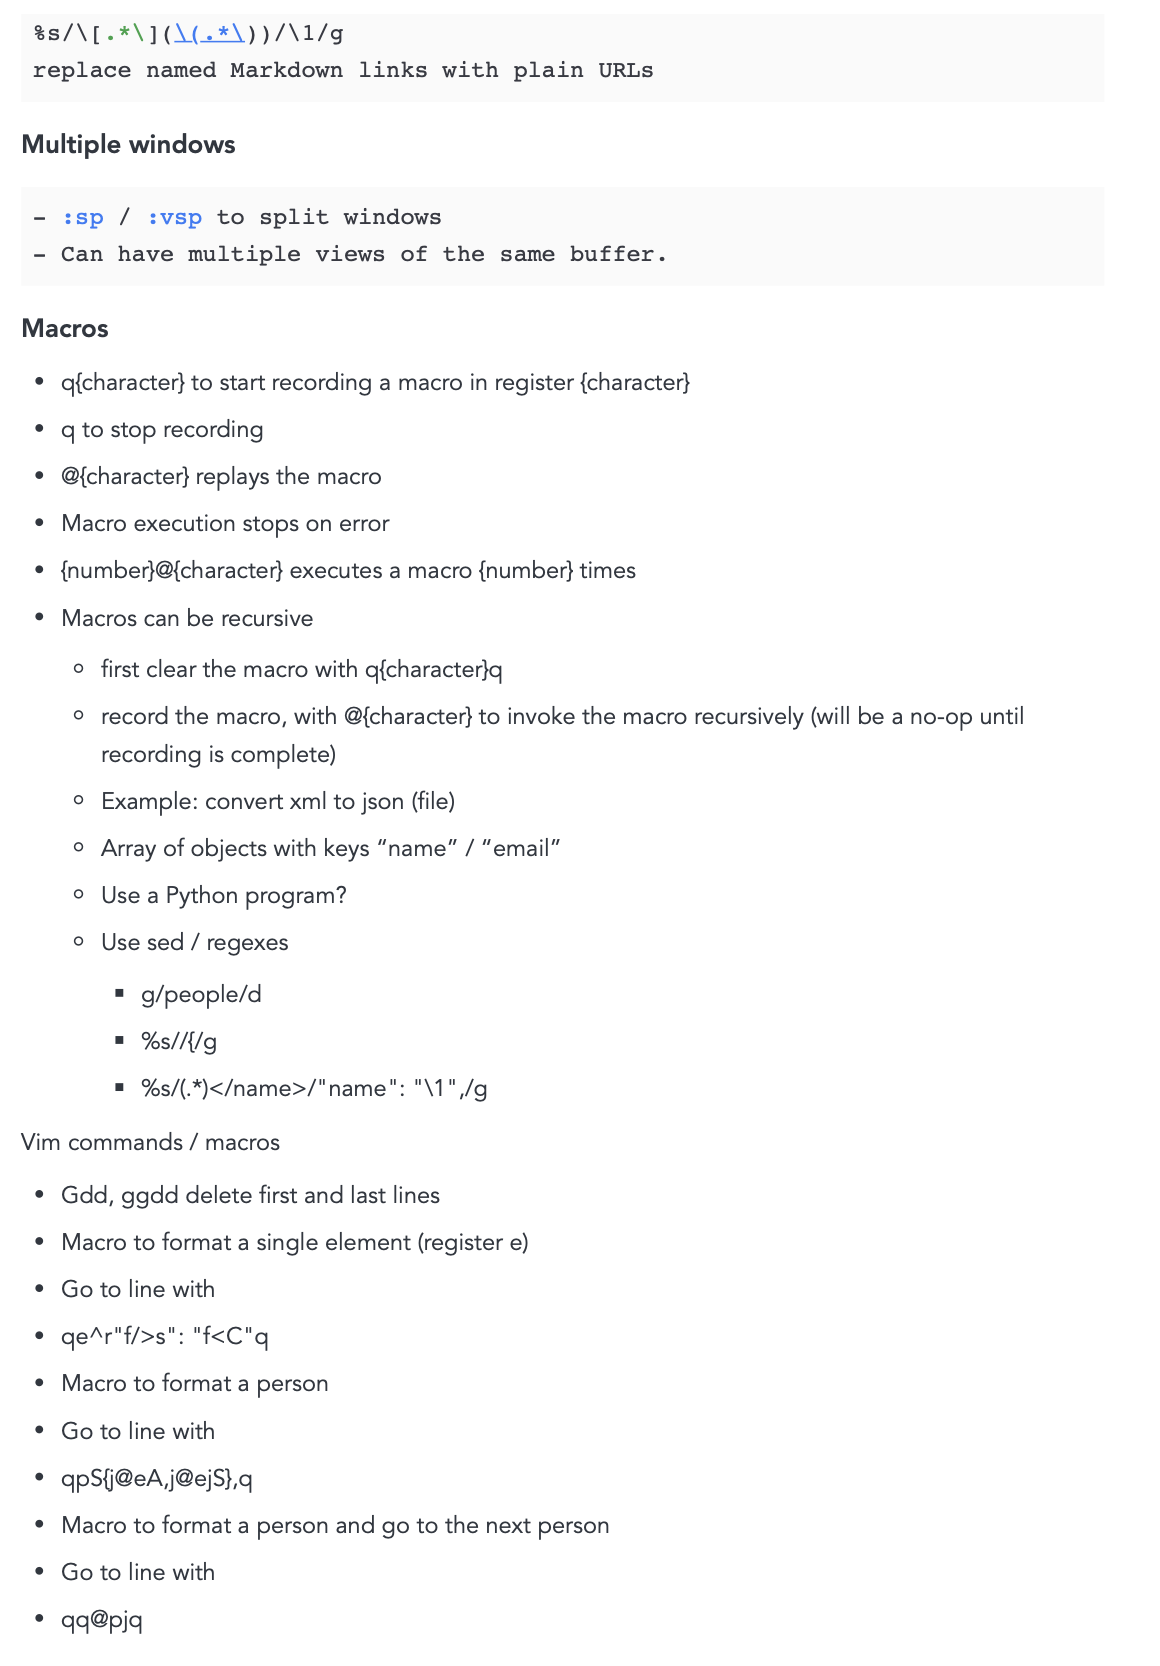 %s/\[.*\](\(.*\))/\1/g
replace named Markdown links with plain URLs
Multiple windows
- :sp / :vsp to split windows
- Can have multiple views of the same buffer.
Macros
• q{character} to start recording a macro in register {character}
• q to stop recording
• @{character} replays the macro
• Macro execution stops on error
• {number}@{character} executes a macro {number} times
• Macros can be recursive
◦ first clear the macro with q{character}q
◦ record the macro, with @{character} to invoke the macro recursively (will be a no-op until
recording is complete)
◦ Example: convert xml to json (file)
◦ Array of objects with keys “name” / “email”
◦ Use a Python program?
◦ Use sed / regexes
▪ g/people/d
▪ %s//{/g
▪ %s/(.*)</name>/"name": "\1",/g
Vim commands / macros
• Gdd, ggdd delete first and last lines
• Macro to format a single element (register e)
• Go to line with
• qe^r"f/>s": "f<C"q
• Macro to format a person
• Go to line with
• qpS{j@eA,j@ejS},q
• Macro to format a person and go to the next person
• Go to line with
• qq@pjq